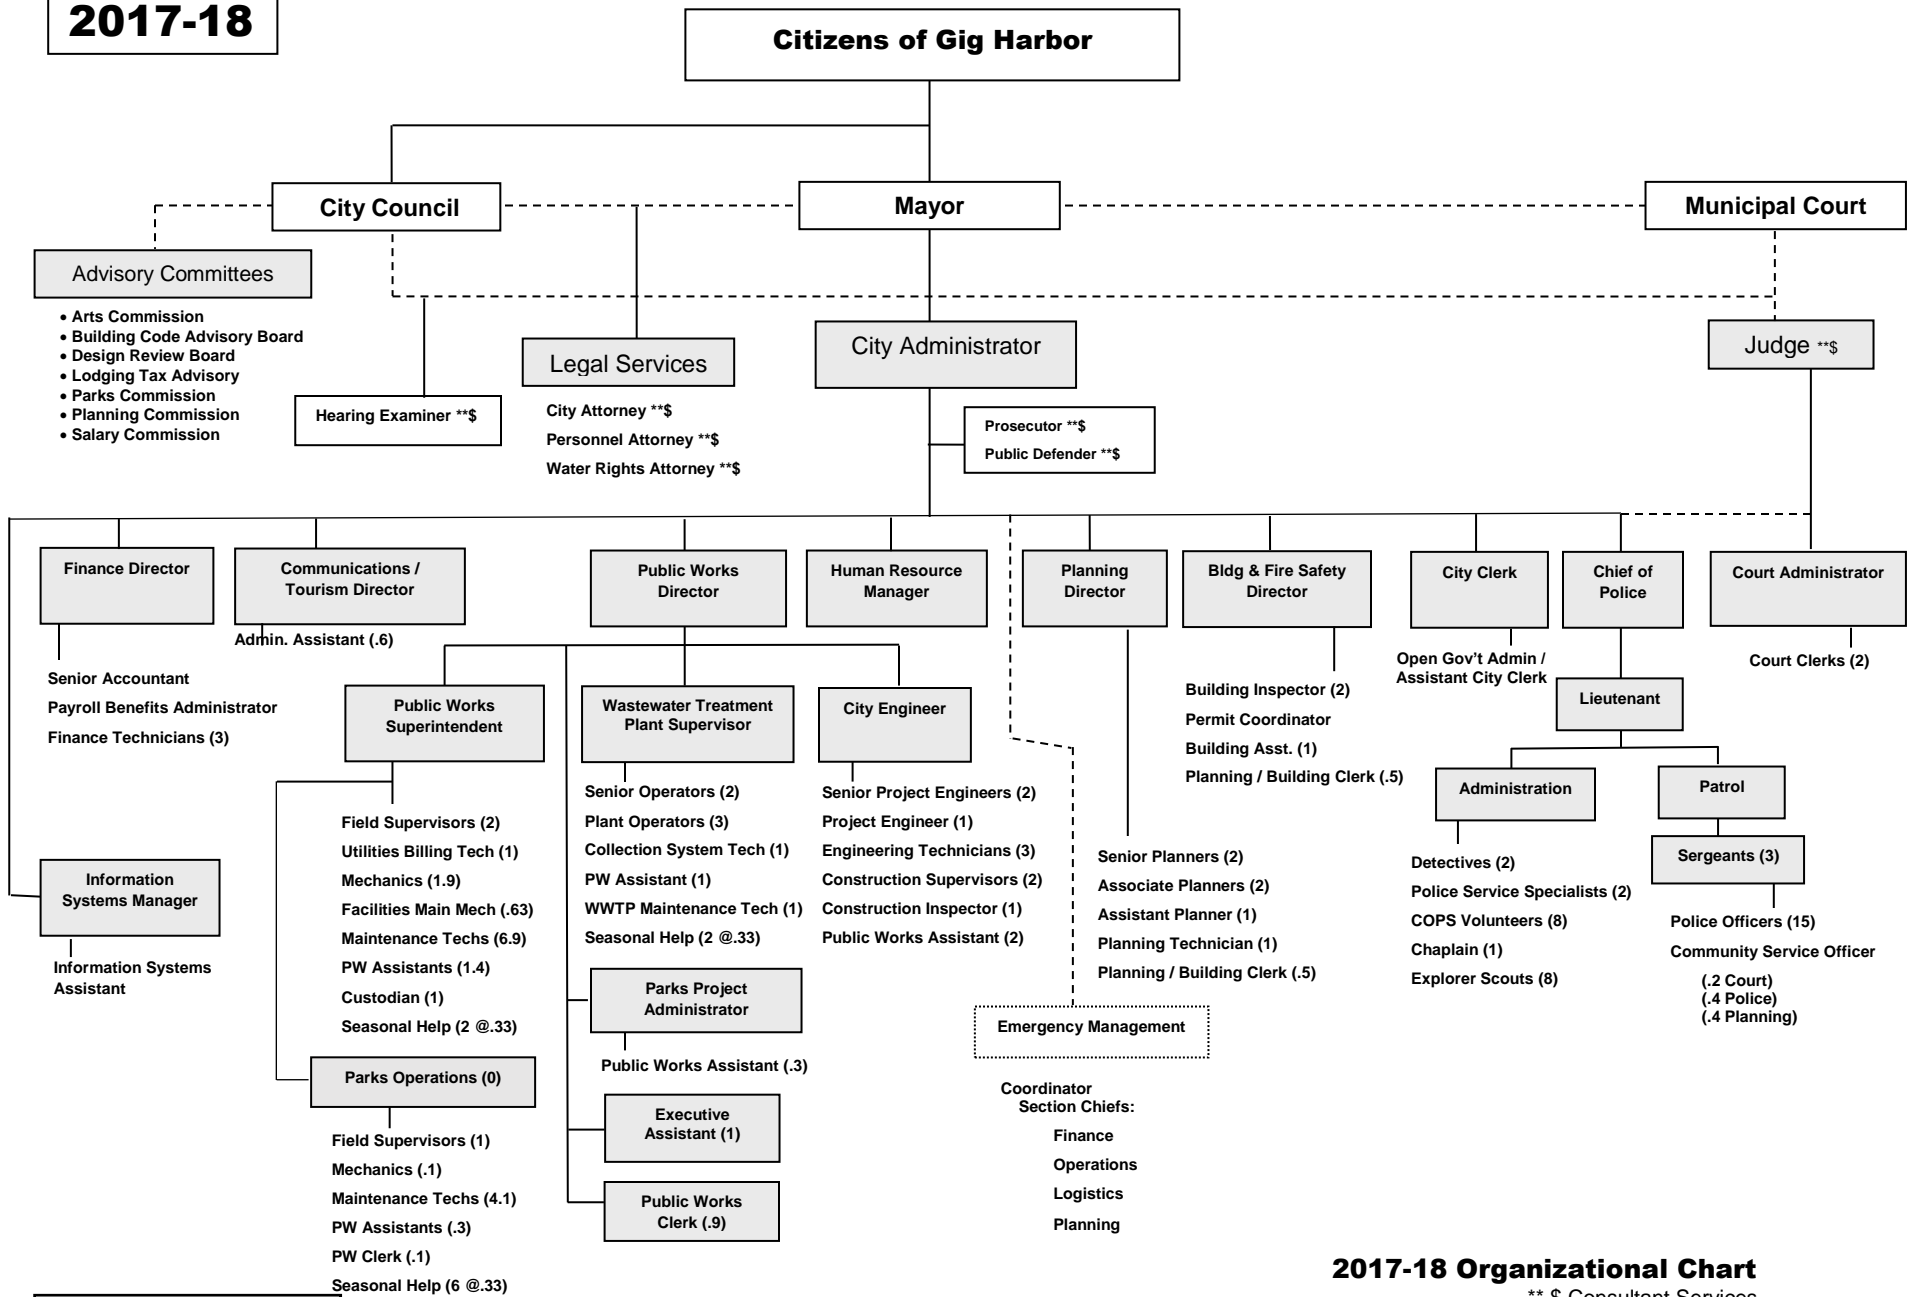 2017-18
Citizens of Gig Harbor
City Council
Mayor
Municipal Court
Advisory Committees
• Arts Commission
• Building Code Advisory Board
• Design Review Board
• Lodging Tax Advisory
• Parks Commission
• Planning Commission
• Salary Commission
Hearing Examiner **$
Legal Services
City Attorney **$
Personnel Attorney **$
Water Rights Attorney **$
City Administrator
Prosecutor **$
Public Defender **$
Judge **$
Finance Director
Senior Accountant
Payroll Benefits Administrator
Finance Technicians (3)
Communications /
Tourism Director
Admin. Assistant (.6)
Public Works
Director
Human Resource
Manager
Planning
Director
Bldg & Fire Safety
Director
City Clerk
Chief of
Police
Court Administrator
Court Clerks (2)
Open Gov't Admin /
Assistant City Clerk
Lieutenant
Administration
Patrol
Sergeants (3)
Detectives (2)
Police Service Specialists (2)
COPS Volunteers (8)
Chaplain (1)
Explorer Scouts (8)
Police Officers (15)
Community Service Officer
(.2 Court)
(.4 Police)
(.4 Planning)
Building Inspector (2)
Permit Coordinator
Building Asst. (1)
Planning / Building Clerk (.5)
Senior Planners (2)
Associate Planners (2)
Assistant Planner (1)
Planning Technician (1)
Planning / Building Clerk (.5)
Public Works
Superintendent
Field Supervisors (2)
Utilities Billing Tech (1)
Mechanics (1.9)
Facilities Main Mech (.63)
Maintenance Techs (6.9)
PW Assistants (1.4)
Custodian (1)
Seasonal Help (2 @.33)
Wastewater Treatment
Plant Supervisor
Senior Operators (2)
Plant Operators (3)
Collection System Tech (1)
PW Assistant (1)
WWTP Maintenance Tech (1)
Seasonal Help (2 @.33)
City Engineer
Senior Project Engineers (2)
Project Engineer (1)
Engineering Technicians (3)
Construction Supervisors (2)
Construction Inspector (1)
Public Works Assistant (2)
Information
Systems Manager
Information Systems
Assistant
Parks Project
Administrator
Public Works Assistant (.3)
Executive
Assistant (1)
Public Works
Clerk (.9)
Parks Operations (0)
Field Supervisors (1)
Mechanics (.1)
Maintenance Techs (4.1)
PW Assistants (.3)
PW Clerk (.1)
Seasonal Help (6 @.33)
Emergency Management
Coordinator
Section Chiefs:
Finance
Operations
Logistics
Planning
2017-18 Organizational Chart
** $ Consultant Services